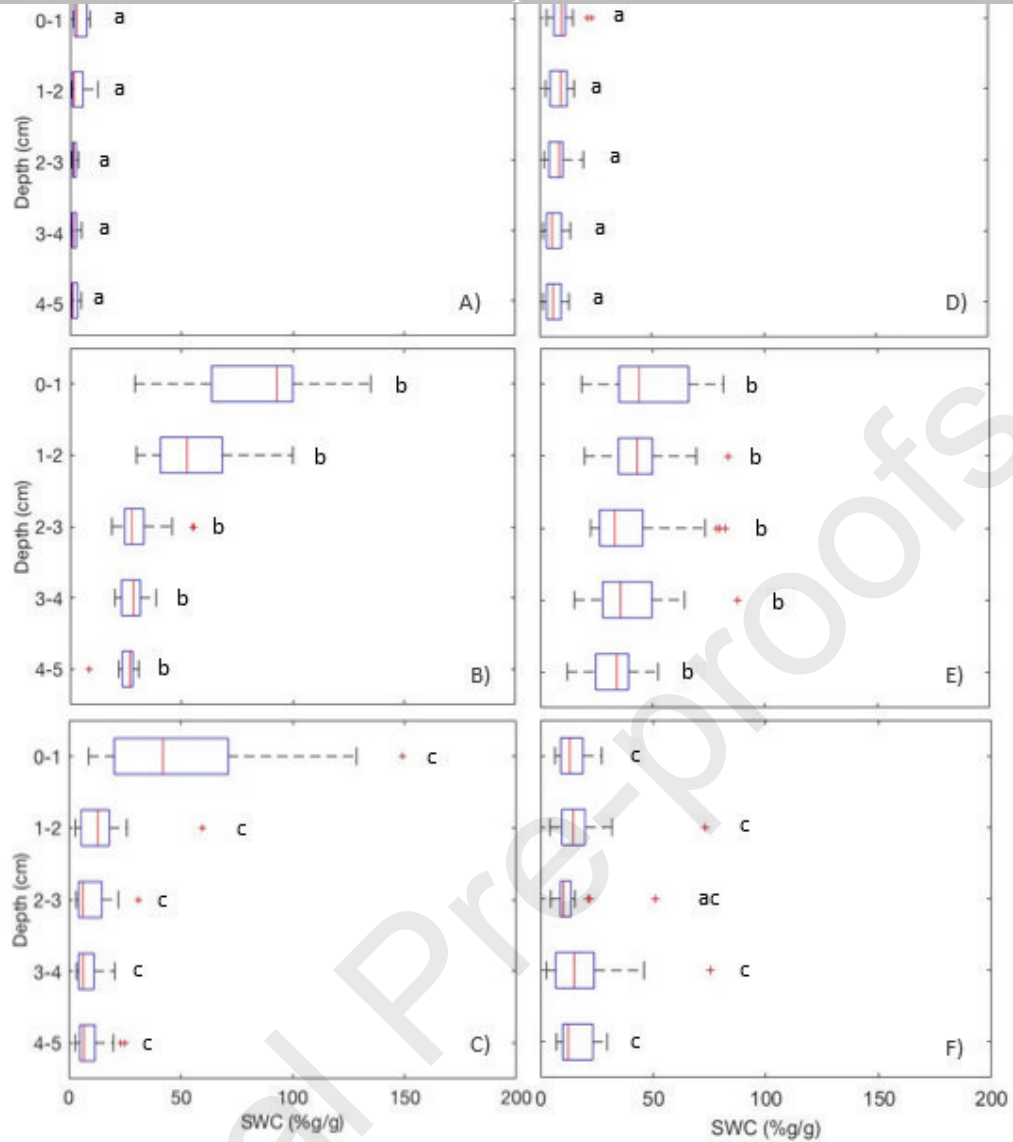 Depth (cm)
0-1 a
1-2 a
2-3 a
3-4 a
4-5 a
A)
a
a
a
a
a
D)
Depth (cm)
0-1 b
1-2 b
2-3 b
3-4 b
4-5 b
B)
b
b
b
b
b
E)
Depth (cm)
0-1 c
1-2 c
2-3 c
3-4 c
4-5 c
C)
0 50 100 150 200
SWC (%g/g)
c
c
ac
c
c
F)
0 50 100 150 200
SWC (%g/g)
al Pre-proofs